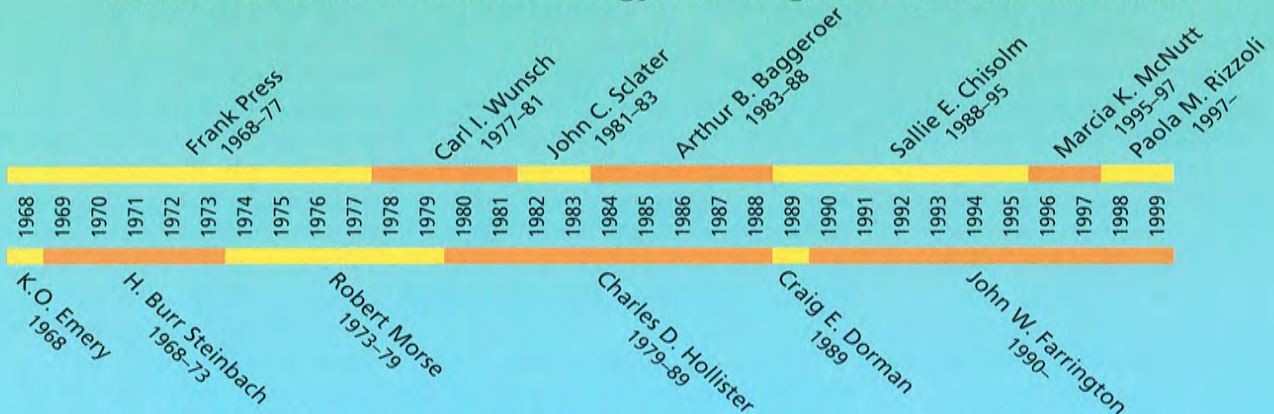 Frank Press
1968–77
Carl I. Wunsch
1977–81
John C. Sclater
1981–83
Arthur B. Baggeroer
1983–88
Sallie E. Chisolm
1988–95
Marcia K. McNutt
1995–97
Paola M. Rizzoli
1997–
1968 1969 1970 1971 1972 1973 1974 1975 1976 1977 1978 1979 1980 1981 1982 1983 1984 1985 1986 1987 1988 1989 1990 1991 1992 1993 1994 1995 1996 1997 1998 1999
K.O. Emery
1968
H. Burr Steinbach
1968–73
Robert Morse
1973–79
Charles D. Hollister
1979–89
Craig E. Dorman
1989
John W. Farrington
1990–